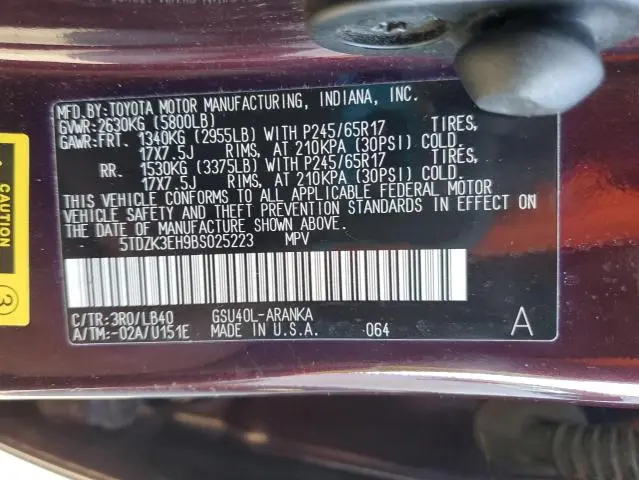 MFD.BY:TOYOTA MOTOR MANUFACTURING, INDIANA, INC.
GVWR:2630KG (5800LB)
GAWR:FRT. 1340KG (2955LB) WITH P245/65R17 TIRES,
17X7.5J RIMS, AT 210KPA (30PSI) COLD.
RR. 1530KG (3375LB) WITH P245/65R17 TIRES,
17X7.5J RIMS, AT 210KPA (30PSI) COLD.
THIS VEHICLE CONFORMS TO ALL APPLICABLE FEDERAL MOTOR
VEHICLE SAFETY AND THEFT PREVENTION STANDARDS IN EFFECT ON
THE DATE OF MANUFACTURE SHOWN ABOVE.
5TDZK3EH9BS025223 MPV
C/TR:3R0/LB40 GSU40L-ARANKA
A/TM:-02A/U151E MADE IN U.S.A. 064 A
CAUTION
3